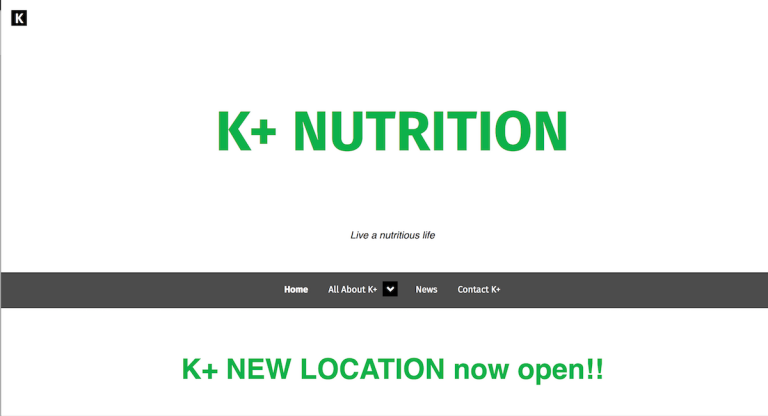 K
K+ NUTRITION
Live a nutritious life
Home All About K+ News Contact K+
K+ NEW LOCATION now open!!